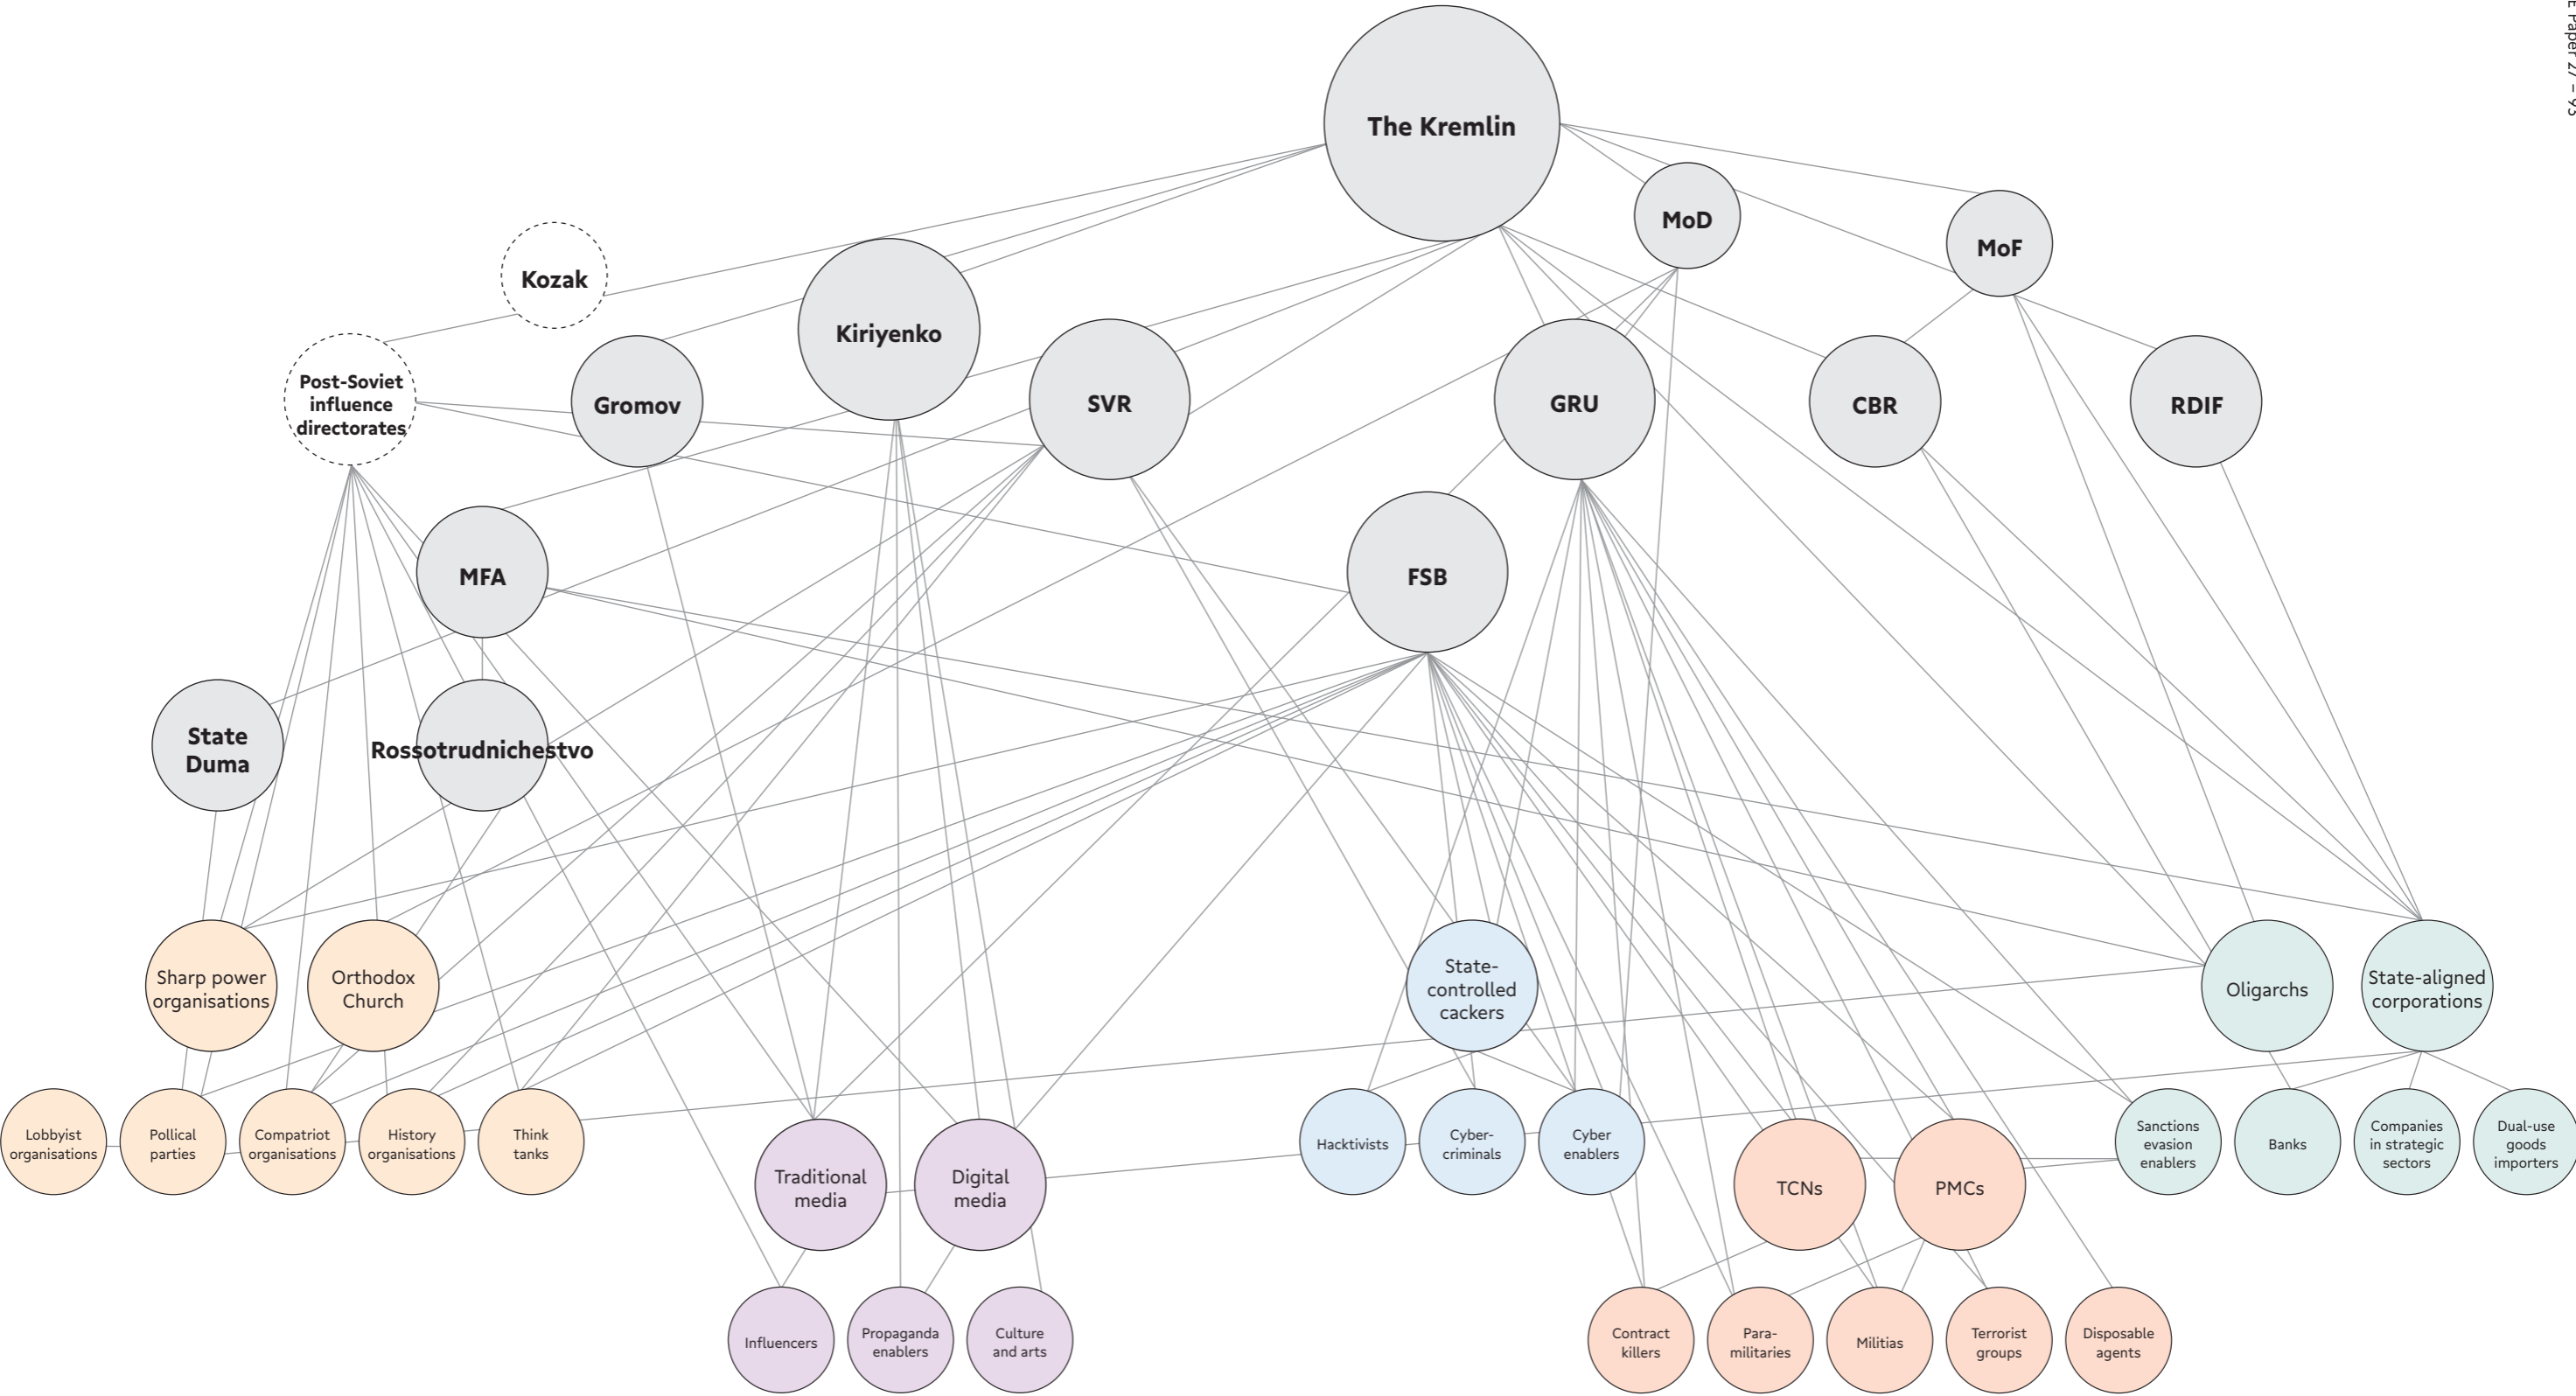 E Paper 27 – 93
The Kremlin
MoD
MoF
Kozak
Kiriyenko
Post-Soviet
influence
directorates
Gromov
SVR
GRU
CBR
RDIF
MFA
FSB
State
Duma
Rossotrudnichestvo
Sharp power
organisations
Orthodox
Church
State-
controlled
cackers
Oligarchs
State-aligned
corporations
Lobbyist
organisations
Pollical
parties
Compatriot
organisations
History
organisations
Think
tanks
Traditional
media
Digital
media
Hacktivists
Cyber-
criminals
Cyber
enablers
TCNs
PMCs
Sanctions
evasion
enablers
Banks
Companies
in strategic
sectors
Dual-use
goods
importers
Influencers
Propaganda
enablers
Culture
and arts
Contract
killers
Para-
militaries
Militias
Terrorist
groups
Disposable
agents